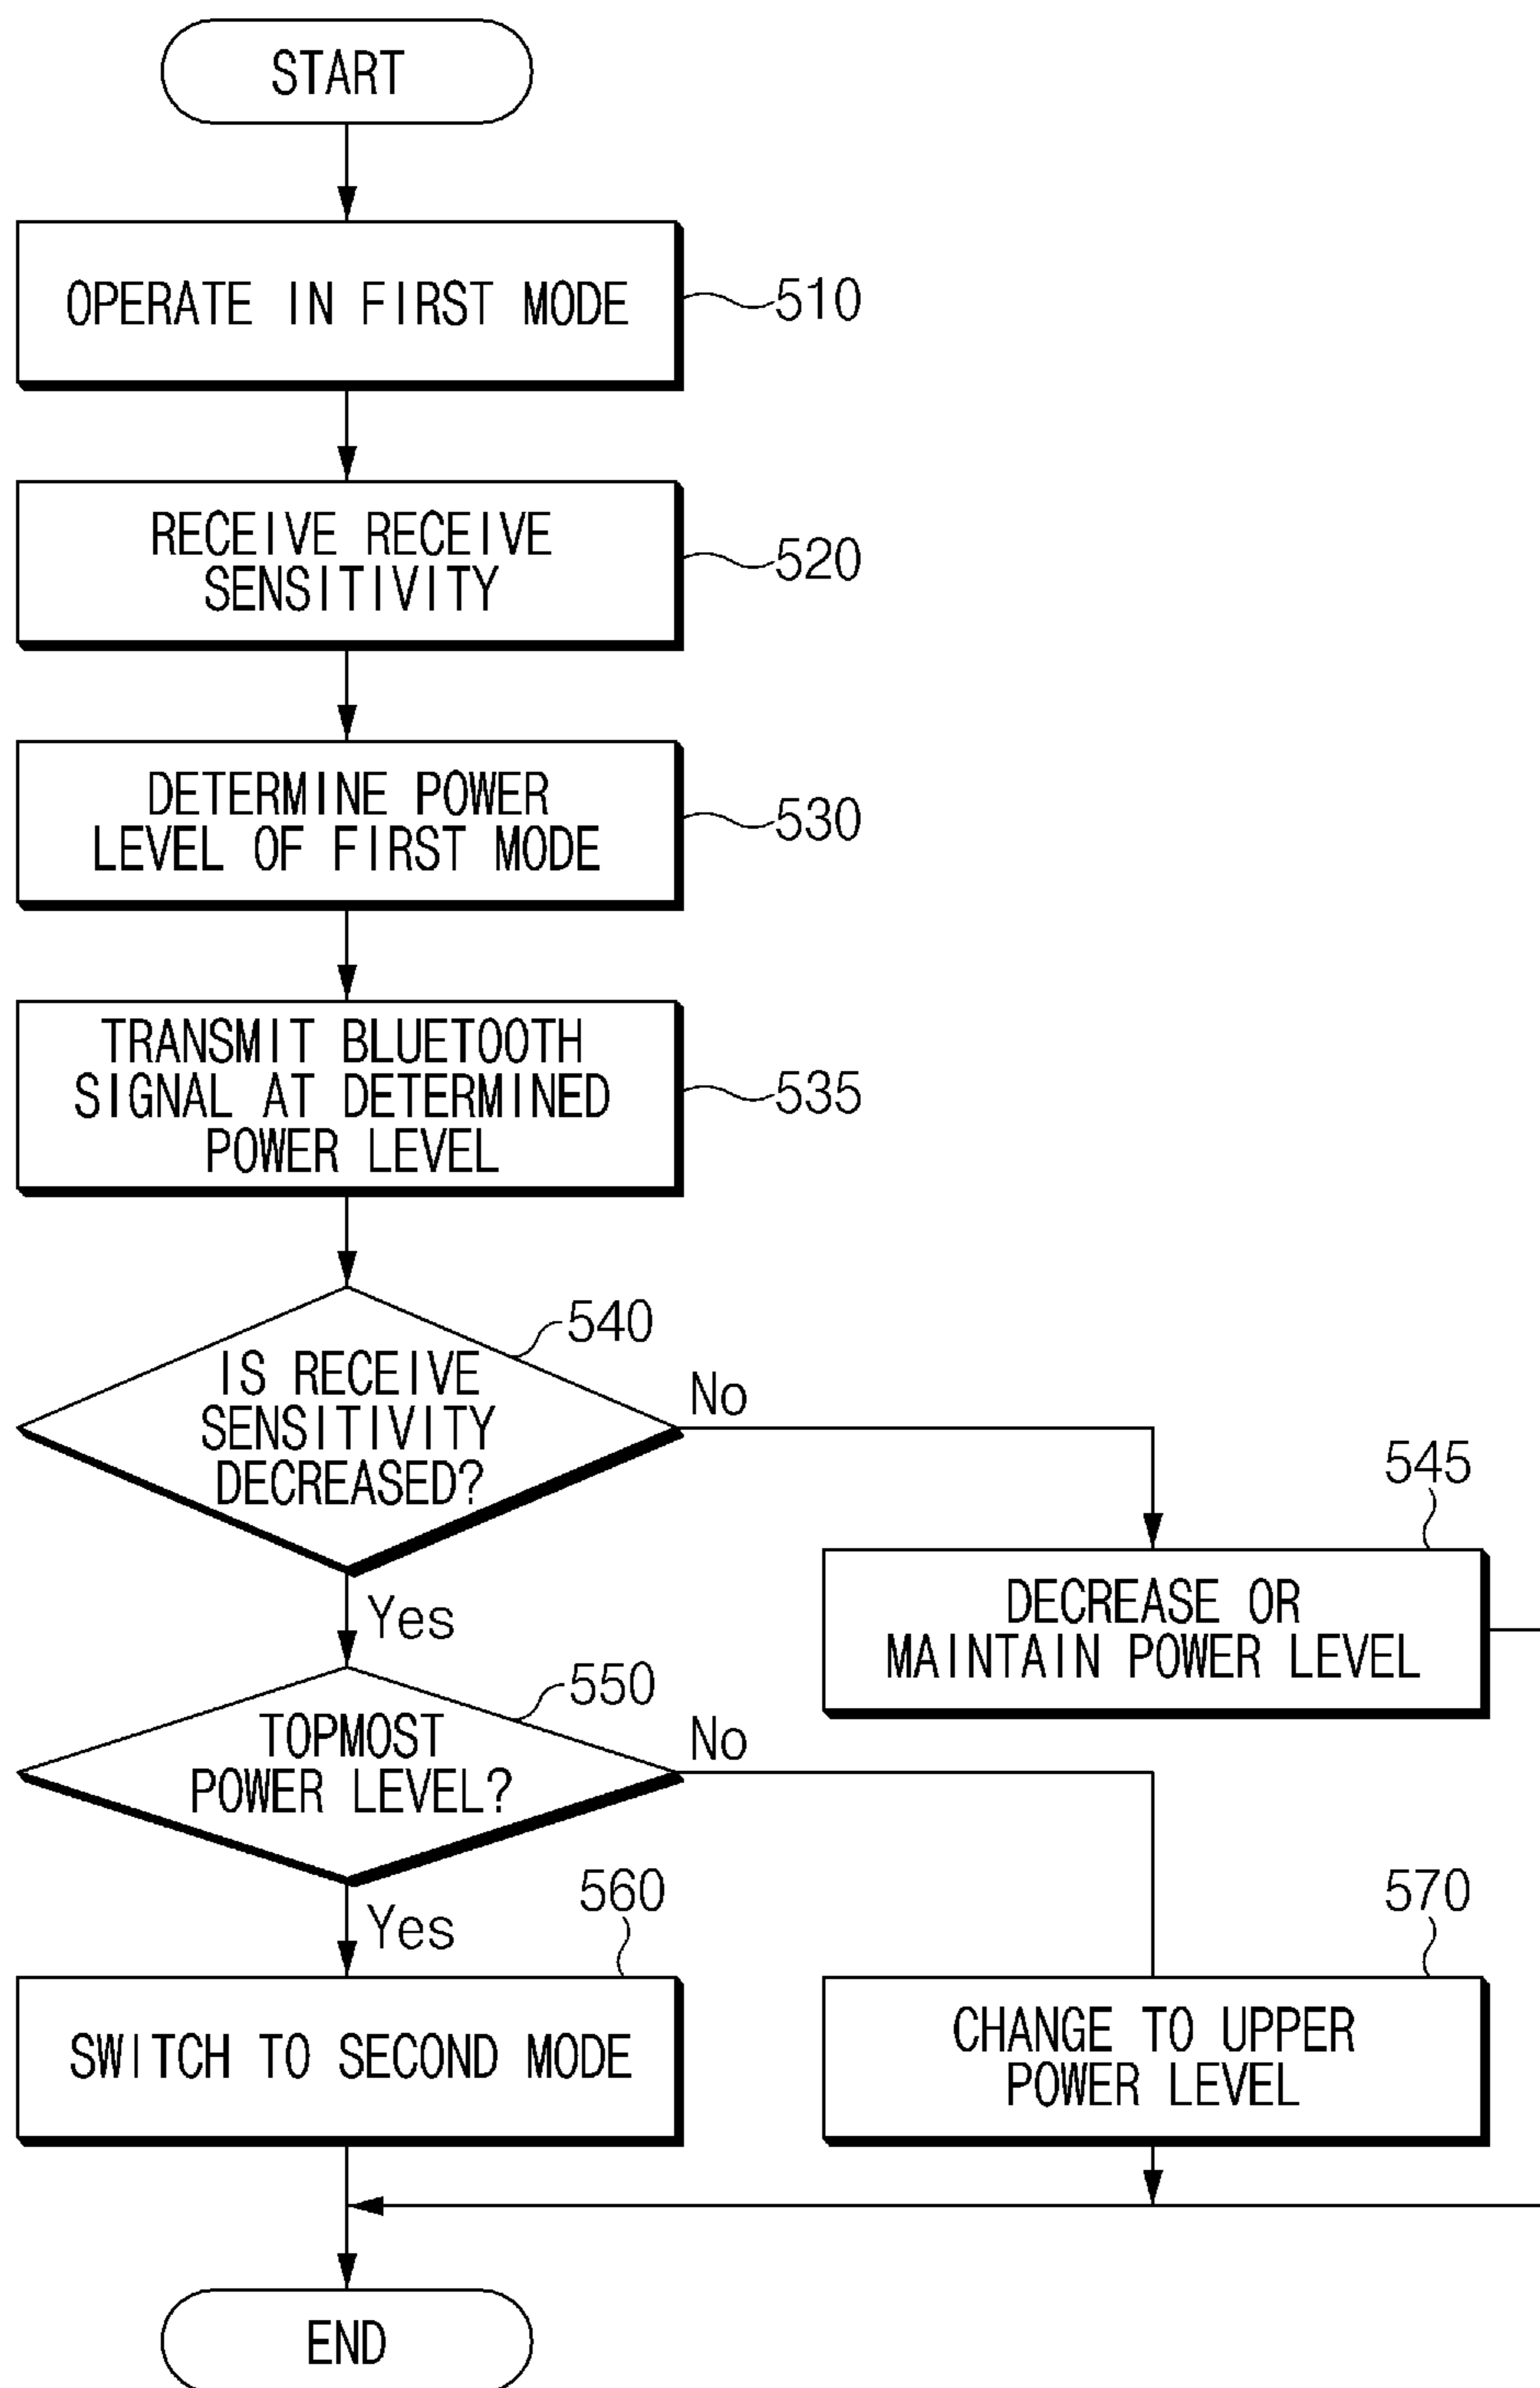 START
OPERATE IN FIRST MODE
510
RECEIVE RECEIVE
SENSITIVITY
520
DETERMINE POWER
LEVEL OF FIRST MODE
530
TRANSMIT BLUETOOTH
SIGNAL AT DETERMINED
POWER LEVEL
535
540
IS RECEIVE
SENSITIVITY
DECREASED?
No
Yes
545
DECREASE OR
MAINTAIN POWER LEVEL
550
TOPMOST
POWER LEVEL?
No
Yes
560
SWITCH TO SECOND MODE
570
CHANGE TO UPPER
POWER LEVEL
END